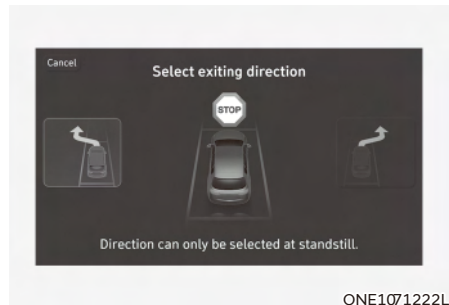 Cancel
Select exiting direction
STOP
Direction can only be selected at standstill.
ONE1071222L